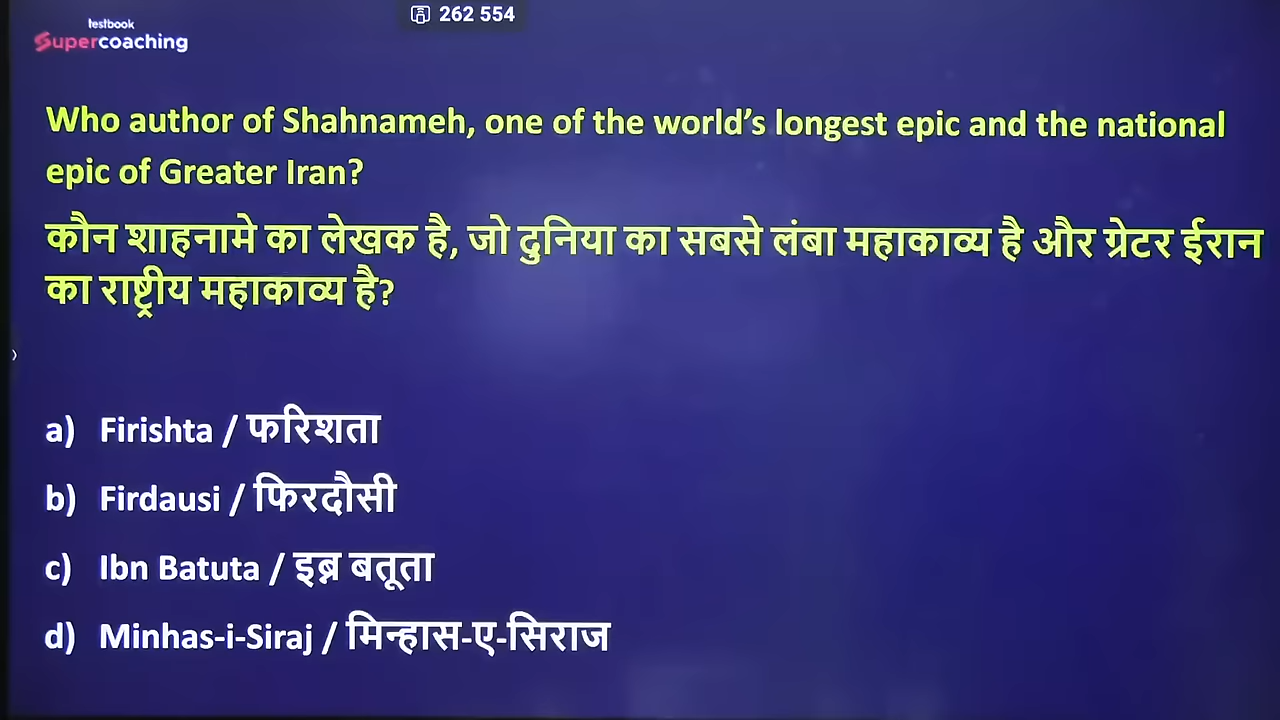 testbook
Supercoaching
262 554
Who author of Shahnameh, one of the world’s longest epic and the national
epic of Greater Iran?
कौन शाहनामे का लेखक है, जो दुनिया का सबसे लंबा महाकाव्य है और ग्रेटर ईरान
का राष्ट्रीय महाकाव्य है?
a) Firishta / फरिशता
b) Firdausi / फिरदौसी
c) Ibn Batuta / इब्न बतूता
d) Minhas-i-Siraj / मिन्हास-ए-सिराज